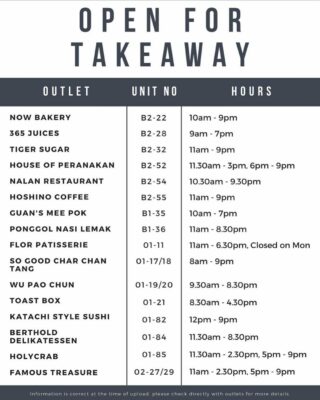 OPEN FOR
TAKEAWAY
OUTLET UNIT NO HOURS
NOW BAKERY B2-22 10am - 9pm
365 JUICES B2-28 9am - 7pm
TIGER SUGAR B2-32 11am - 9pm
HOUSE OF PERANAKAN B2-52 11.30am - 3pm, 6pm - 9pm
NALAN RESTAURANT B2-54 10.30am - 9.30pm
HOSHINO COFFEE B2-55 11am - 9pm
GUAN'S MEE POK B1-35 10am - 7pm
PONGGOL NASI LEMAK B1-36 11am - 8.30pm
FLOR PATISSERIE 01-11 11am - 6.30pm, Closed on Mon
SO GOOD CHAR CHAN 01-17/18 8am - 9pm
TANG
WU PAO CHUN 01-19/20 9.30am - 8.30pm
TOAST BOX 01-21 8.30am - 4.30pm
KATACHI STYLE SUSHI 01-82 12pm - 9pm
BERTHOLD 01-84 11.30am - 8.30pm
DELIKATESSEN
HOLYCRAB 01-85 11.30am - 2.30pm, 5pm - 9pm
FAMOUS TREASURE 02-27/29 11am - 2.30pm, 5pm - 9pm
Information is correct at the time of upload. please check directly with outlets for more details.